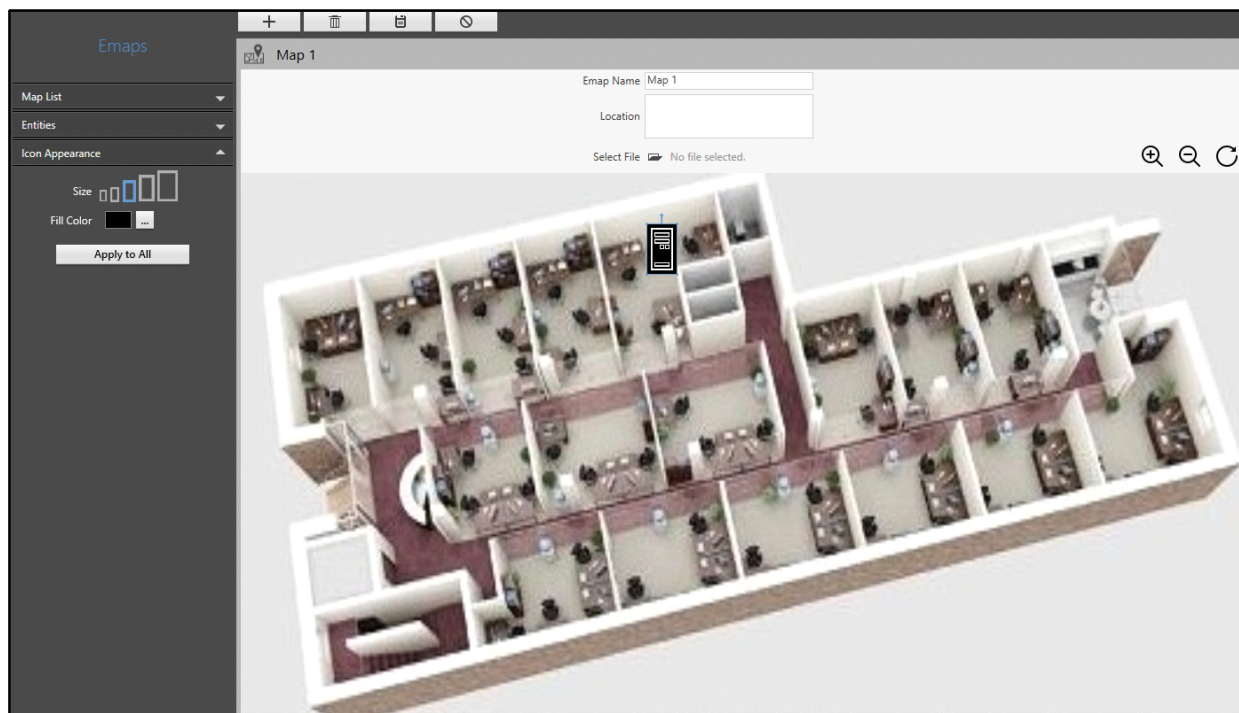 Emaps
Map 1
Emap Name Map 1
Map List
Location
Entities
Icon Appearance
Select File No file selected.
Size
Fill Color ...
Apply to All